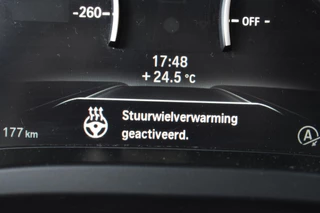 -260-
OFF
17:48
+24.5 °C
Stuurwielverwarming
geactiveerd.
177 km
A